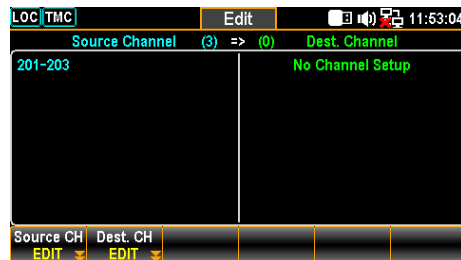 LOC TMC Edit 11:53:04
Source Channel (3) => (0) Dest. Channel
201-203 No Channel Setup
Source CH Dest. CH
EDIT EDIT